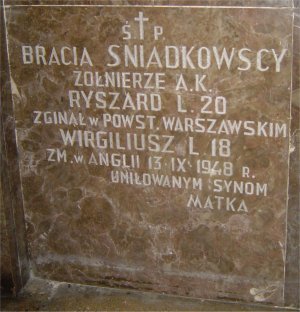 Ś † P
BRACIA ŚNIADKOWSCY
ŻOŁNIERZE A.K.
RYSZARD L. 20
ZGINĄŁ W POWST. WARSZAWSKIM
WIRGILIUSZ L. 18
ZM. W ANGLII 13·IX·1948 R.
UMIŁOWANYM SYNOM
MATKA